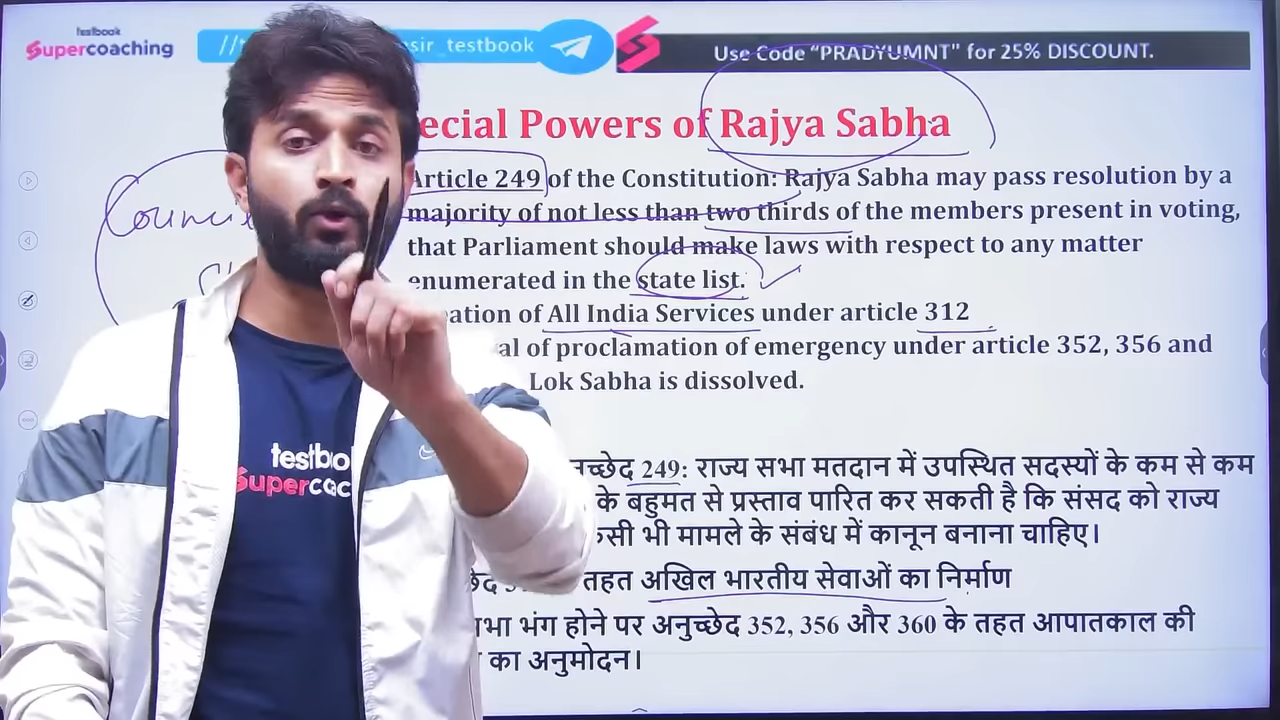 testbook
Supercoaching
//t
sir_testbook
Use Code “PRADYUMNT" for 25% DISCOUNT.
ecial Powers of Rajya Sabha
Article 249 of the Constitution: Rajya Sabha may pass resolution by a
majority of not less than two thirds of the members present in voting,
that Parliament should make laws with respect to any matter
enumerated in the state list.
ation of All India Services under article 312
al of proclamation of emergency under article 352, 356 and
Lok Sabha is dissolved.
Counci
नुच्छेद 249: राज्य सभा मतदान में उपस्थित सदस्यों के कम से कम
के बहुमत से प्रस्ताव पारित कर सकती है कि संसद को राज्य
सी भी मामले के संबंध में कानून बनाना चाहिए।
तहत अखिल भारतीय सेवाओं का निर्माण
भा भंग होने पर अनुच्छेद 352, 356 और 360 के तहत आपातकाल की
का अनुमोदन।
testboo
Supercoac